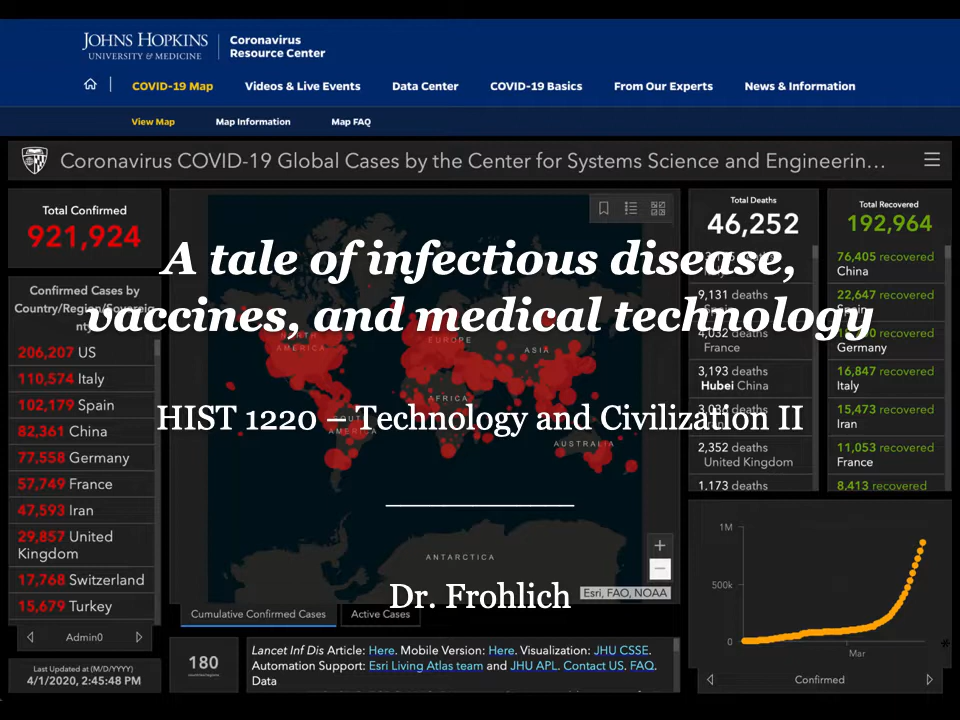 JOHNS HOPKINS
UNIVERSITY & MEDICINE
Coronavirus
Resource Center
COVID-19 Map
Videos & Live Events
Data Center
COVID-19 Basics
From Our Experts
News & Information
View Map
Map Information
Map FAQ
Coronavirus COVID-19 Global Cases by the Center for Systems Science and Engineerin…
Total Confirmed
921,924
Confirmed Cases by
206,207 US
110,574 Italy
102,179 Spain
82,361 China
77,558 Germany
57,749 France
47,593 Iran
29,857 United
Kingdom
17,768 Switzerland
15,679 Turkey
Admin0
Last Updated at (M/D/YYYY)
4/1/2020, 2:45:48 PM
A tale of infectious disease,
vaccines, and medical technology
HIST 1220 – Technology and Civilization II
Dr. Frohlich
AMERICA
EUROPE
ASIA
AFRICA
AMERICA
AUSTRALIA
ANTARCTICA
+
−
Esri, FAO, NOAA
Cumulative Confirmed Cases
Active Cases
180
Lancet Inf Dis Article: Here. Mobile Version: Here. Visualization: JHU CSSE.
Automation Support: Esri Living Atlas team and JHU APL. Contact US. FAQ.
Data
Total Deaths
46,252
deaths
9,131 deaths
4,032 deaths
France
3,193 deaths
Hubei China
deaths
2,352 deaths
United Kingdom
1,173 deaths
Total Recovered
192,964
76,405 recovered
China
22,647 recovered
recovered
Germany
16,847 recovered
Italy
15,473 recovered
Iran
11,053 recovered
France
8,413 recovered
1M
500k
0
Mar
Confirmed